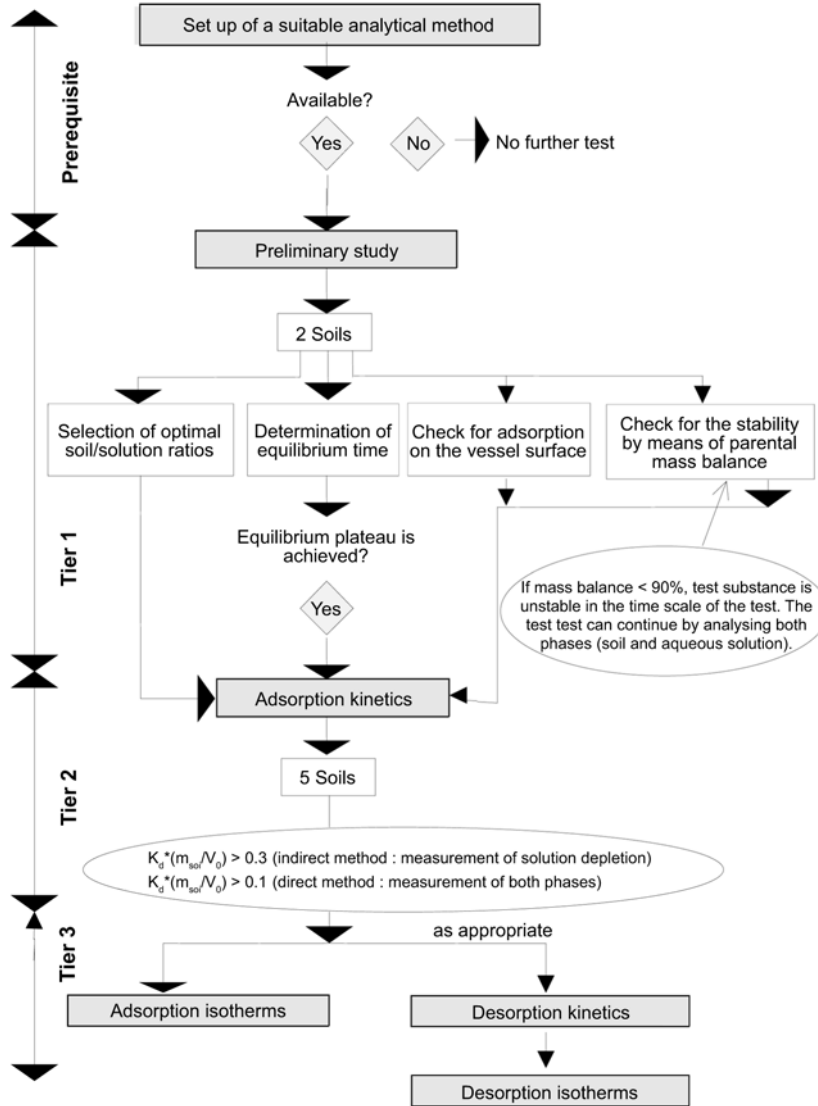 Set up of a suitable analytical method
Available?
Yes
No
No further test
Prerequisite
Preliminary study
2 Soils
Selection of optimal
soil/solution ratios
Determination of
equilibrium time
Check for adsorption
on the vessel surface
Check for the stability
by means of parental
mass balance
Equilibrium plateau is
achieved?
Yes
If mass balance < 90%, test substance is
unstable in the time scale of the test. The
test test can continue by analysing both
phases (soil and aqueous solution).
Tier 1
Adsorption kinetics
5 Soils
Tier 2
K_d*(m_soi/V_0) > 0.3 (indirect method : measurement of solution depletion)
K_d*(m_soi/V_0) > 0.1 (direct method : measurement of both phases)
as appropriate
Tier 3
Adsorption isotherms
Desorption kinetics
Desorption isotherms